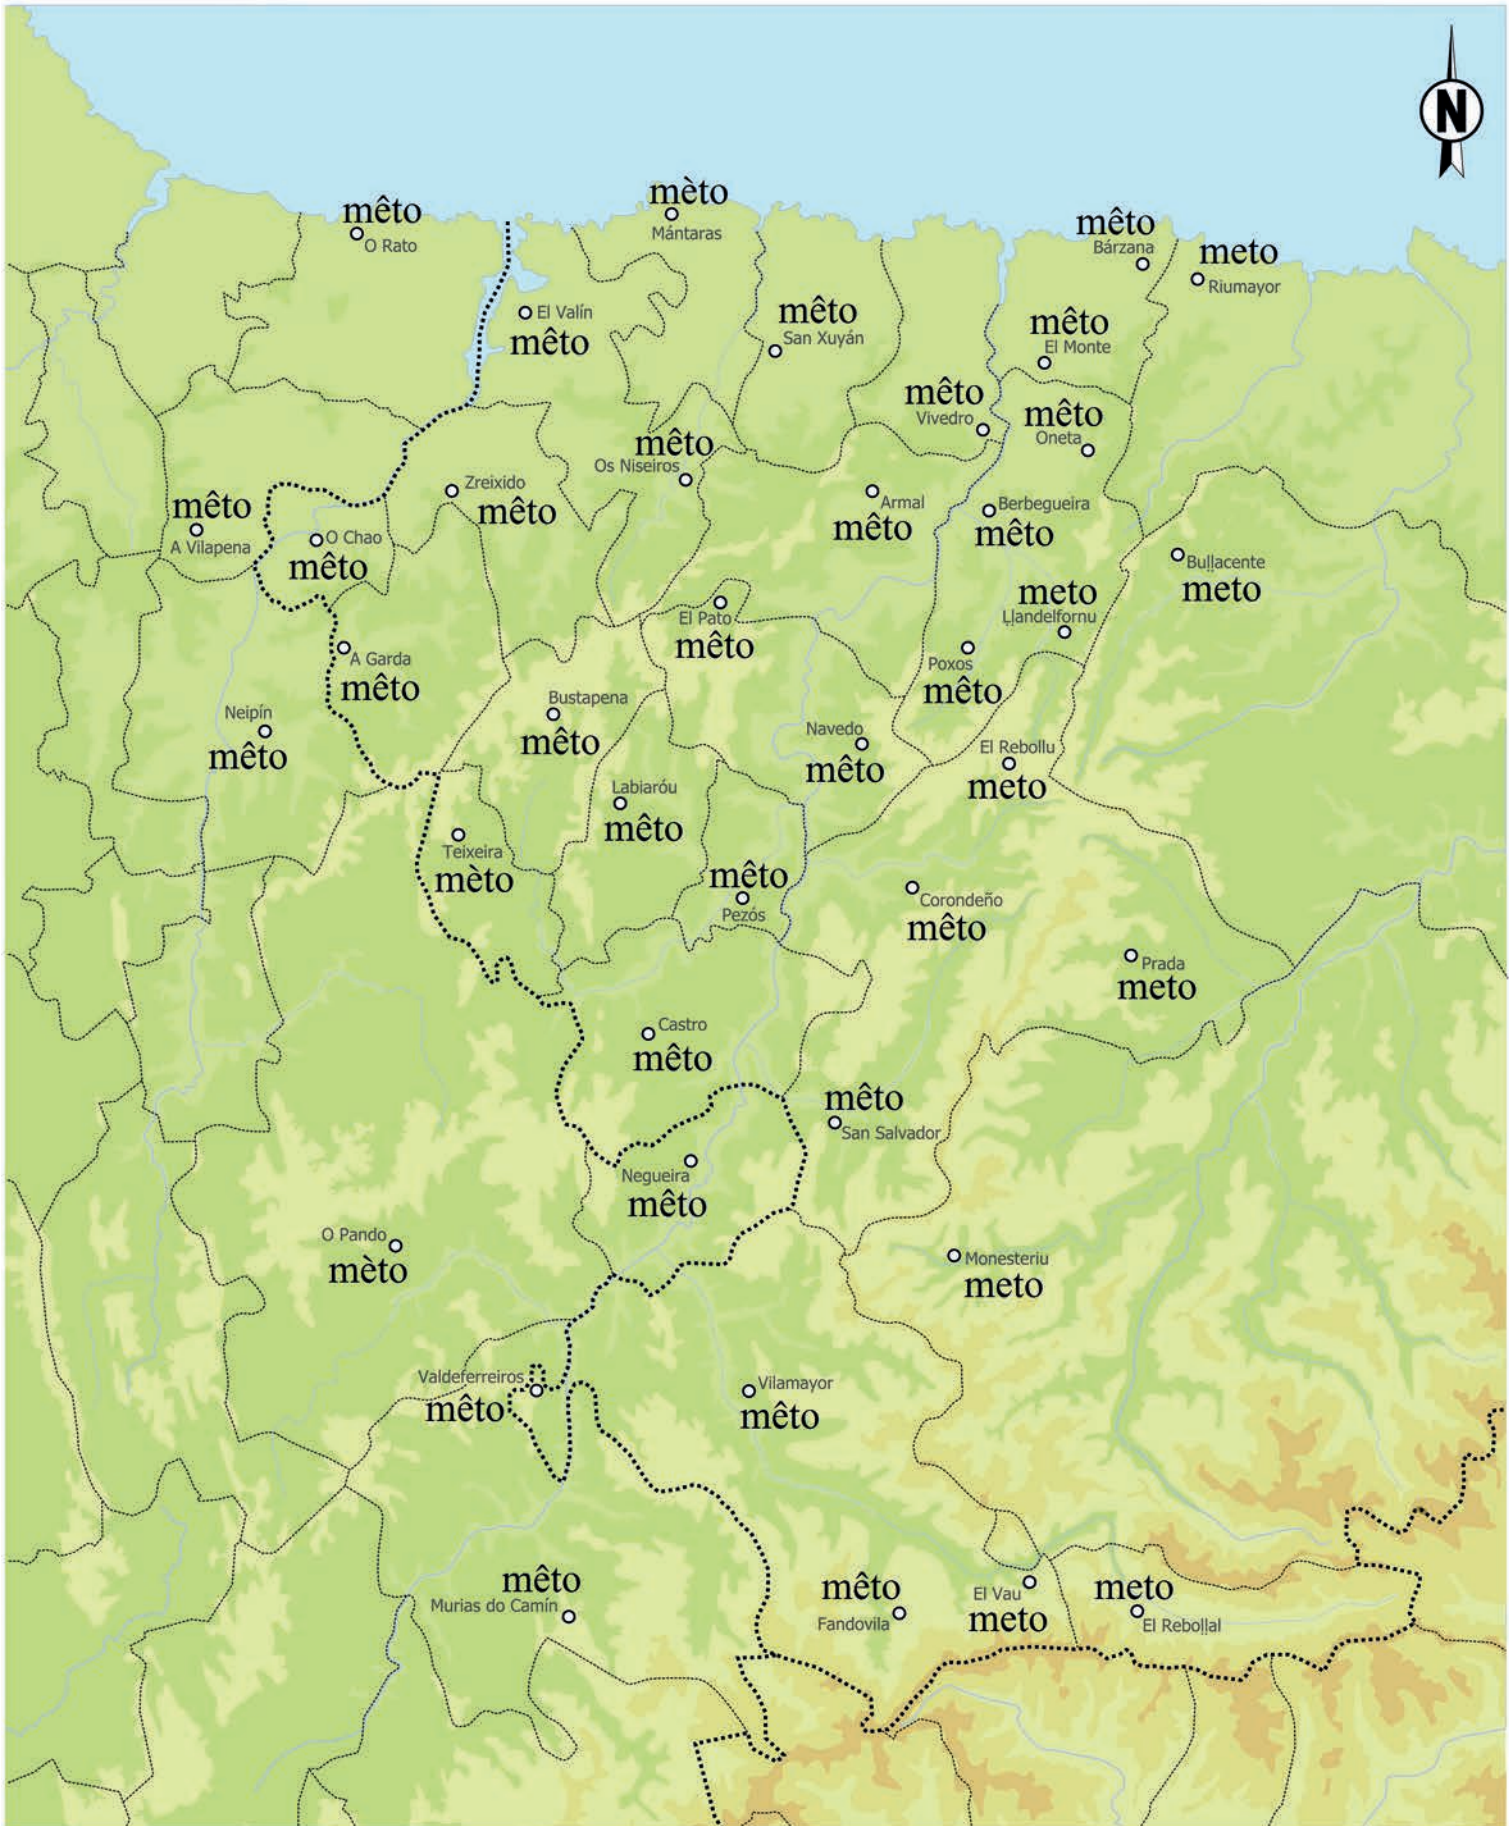 N
mèto
Mántaras
mêto
O Rato
mêto
Bárzana
meto
Riumayor
El Valín
mêto
mêto
San Xuyán
mêto
El Monte
mêto
Vivedro
mêto
Oneta
mêto
Os Niseiros
Zreixido
mêto
Armal
mêto
Berbegueira
mêto
mêto
A Vilapena
O Chao
mêto
Buḷḷacente
meto
meto
Ḷḷandelfornu
El Pato
mêto
A Garda
mêto
Poxos
mêto
Bustapena
mêto
Neipín
mêto
Navedo
mêto
El Rebollu
meto
Labiaróu
mêto
Teixeira
mèto
mêto
Pezós
Corondeño
mêto
Prada
meto
Castro
mêto
mêto
San Salvador
Negueira
mêto
O Pando
mèto
Monesteriu
meto
Valdeferreiros
mêto
Vilamayor
mêto
mêto
Murias do Camín
mêto
Fandovila
El Vau
meto
meto
El Reboḷḷal